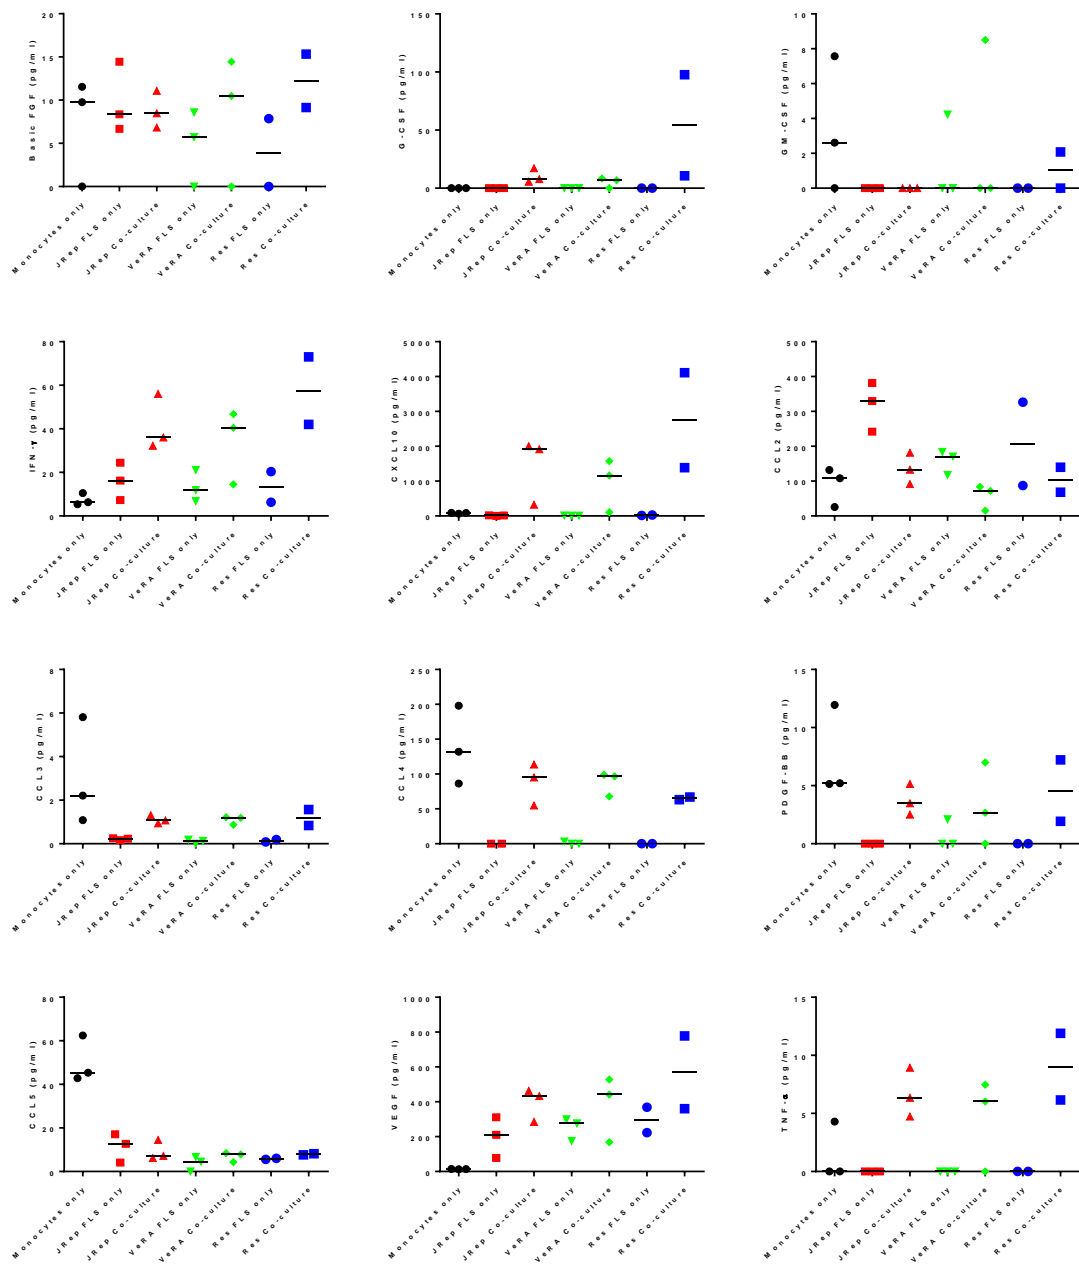 Basic FGF (pg/ml)
20
15
10
5
0
Monocytes only
JRep FLS only
JRep Co-culture
VeRA FLS only
VeRA Co-culture
Res FLS only
Res Co-culture
G-CSF (pg/ml)
150
100
50
0
Monocytes only
JRep FLS only
JRep Co-culture
VeRA FLS only
VeRA Co-culture
Res FLS only
Res Co-culture
GM-CSF (pg/ml)
10
8
6
4
2
0
Monocytes only
JRep FLS only
JRep Co-culture
VeRA FLS only
VeRA Co-culture
Res FLS only
Res Co-culture
IFN-γ (pg/ml)
80
60
40
20
0
Monocytes only
JRep FLS only
JRep Co-culture
VeRA FLS only
VeRA Co-culture
Res FLS only
Res Co-culture
CXCL10 (pg/ml)
5000
4000
3000
2000
1000
0
Monocytes only
JRep FLS only
JRep Co-culture
VeRA FLS only
VeRA Co-culture
Res FLS only
Res Co-culture
CCL2 (pg/ml)
500
400
300
200
100
0
Monocytes only
JRep FLS only
JRep Co-culture
VeRA FLS only
VeRA Co-culture
Res FLS only
Res Co-culture
CCL3 (pg/ml)
8
6
4
2
0
Monocytes only
JRep FLS only
JRep Co-culture
VeRA FLS only
VeRA Co-culture
Res FLS only
Res Co-culture
CCL4 (pg/ml)
250
200
150
100
50
0
Monocytes only
JRep FLS only
JRep Co-culture
VeRA FLS only
VeRA Co-culture
Res FLS only
Res Co-culture
PDGF-BB (pg/ml)
15
10
5
0
Monocytes only
JRep FLS only
JRep Co-culture
VeRA FLS only
VeRA Co-culture
Res FLS only
Res Co-culture
CCL5 (pg/ml)
80
60
40
20
0
Monocytes only
JRep FLS only
JRep Co-culture
VeRA FLS only
VeRA Co-culture
Res FLS only
Res Co-culture
VEGF (pg/ml)
1000
800
600
400
200
0
Monocytes only
JRep FLS only
JRep Co-culture
VeRA FLS only
VeRA Co-culture
Res FLS only
Res Co-culture
TNF-α (pg/ml)
15
10
5
0
Monocytes only
JRep FLS only
JRep Co-culture
VeRA FLS only
VeRA Co-culture
Res FLS only
Res Co-culture